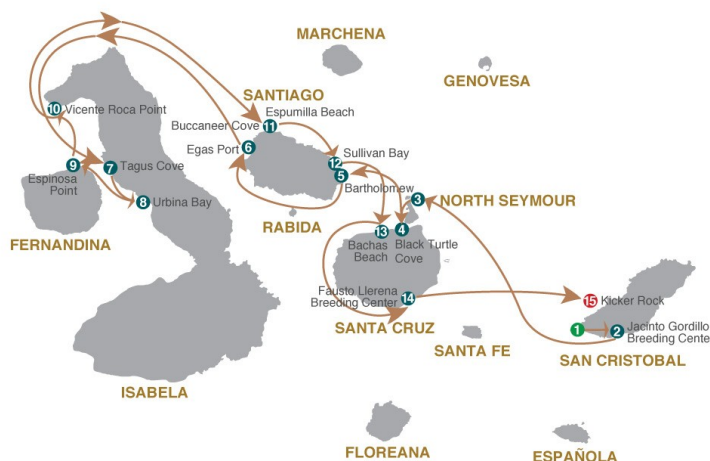 MARCHENA
GENOVESA
SANTIAGO
10 Vicente Roca Point
Espumilla Beach
Buccaneer Cove 11
Egas Port 6
12 Sullivan Bay
5
Bartholomew
9
Espinosa
Point
7
Tagus Cove
8 Urbina Bay
3
NORTH SEYMOUR
RABIDA
FERNANDINA
13
Bachas
Beach
4
Black Turtle
Cove
Fausto Llerena
Breeding Center
14
15 Kicker Rock
1
2 Jacinto Gordillo
Breeding Cente
SANTA CRUZ
SANTA FE
SAN CRISTOBAL
ISABELA
FLOREANA
ESPAÑOLA